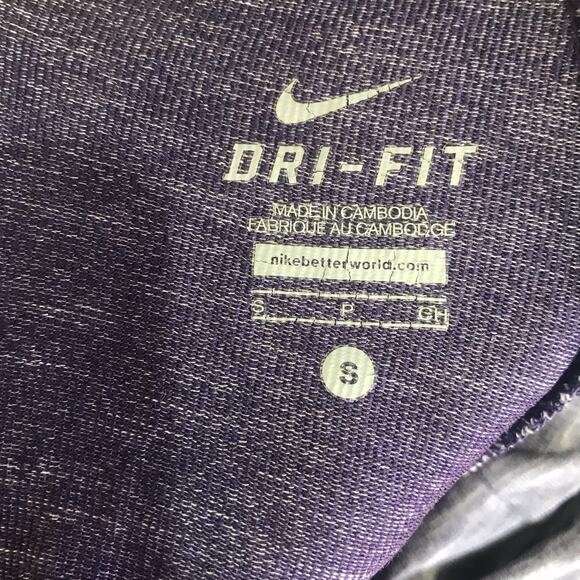 DRI-FIT
MADE IN CAMBODIA
FABRIQUE AU CAMBODGE
nikebetterworld.com
S P CH
S